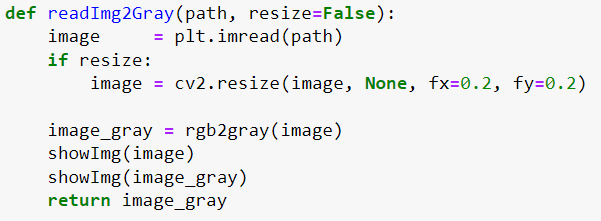 def readImg2Gray(path, resize=False):
    image     = plt.imread(path)
    if resize:
        image = cv2.resize(image, None, fx=0.2, fy=0.2)

    image_gray = rgb2gray(image)
    showImg(image)
    showImg(image_gray)
    return image_gray